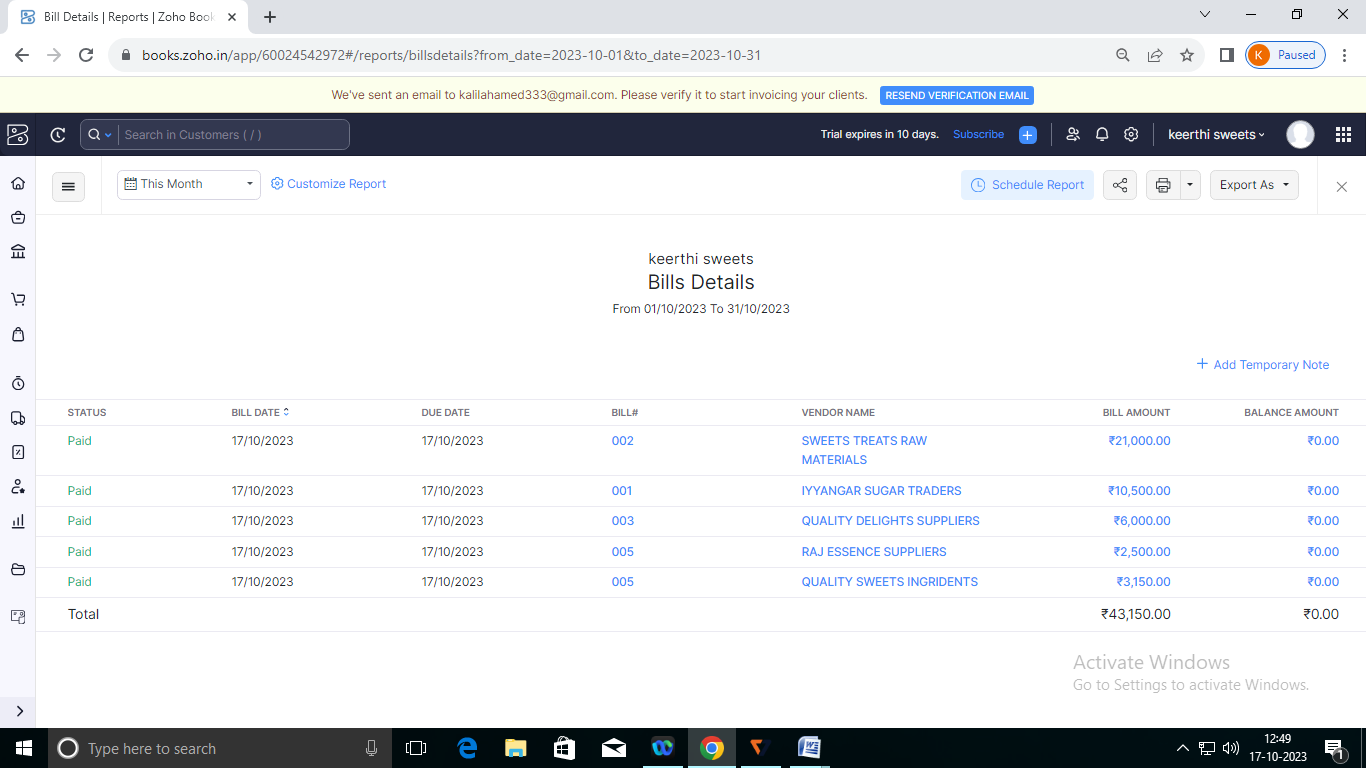 Bill Details | Reports | Zoho Book
books.zoho.in/app/60024542972#/reports/billsdetails?from_date=2023-10-01&to_date=2023-10-31
K Paused
We've sent an email to kalilahamed333@gmail.com. Please verify it to start invoicing your clients. RESEND VERIFICATION EMAIL
Search in Customers ( / ) Trial expires in 10 days. Subscribe keerthi sweets
This Month Customize Report Schedule Report Export As
keerthi sweets
Bills Details
From 01/10/2023 To 31/10/2023
+ Add Temporary Note
STATUS BILL DATE DUE DATE BILL# VENDOR NAME BILL AMOUNT BALANCE AMOUNT
Paid 17/10/2023 17/10/2023 002 SWEETS TREATS RAW ₹21,000.00 ₹0.00
MATERIALS
Paid 17/10/2023 17/10/2023 001 IYYANGAR SUGAR TRADERS ₹10,500.00 ₹0.00
Paid 17/10/2023 17/10/2023 003 QUALITY DELIGHTS SUPPLIERS ₹6,000.00 ₹0.00
Paid 17/10/2023 17/10/2023 005 RAJ ESSENCE SUPPLIERS ₹2,500.00 ₹0.00
Paid 17/10/2023 17/10/2023 005 QUALITY SWEETS INGRIDENTS ₹3,150.00 ₹0.00
Total ₹43,150.00 ₹0.00
Activate Windows
Go to Settings to activate Windows.
Type here to search
12:49
17-10-2023
1